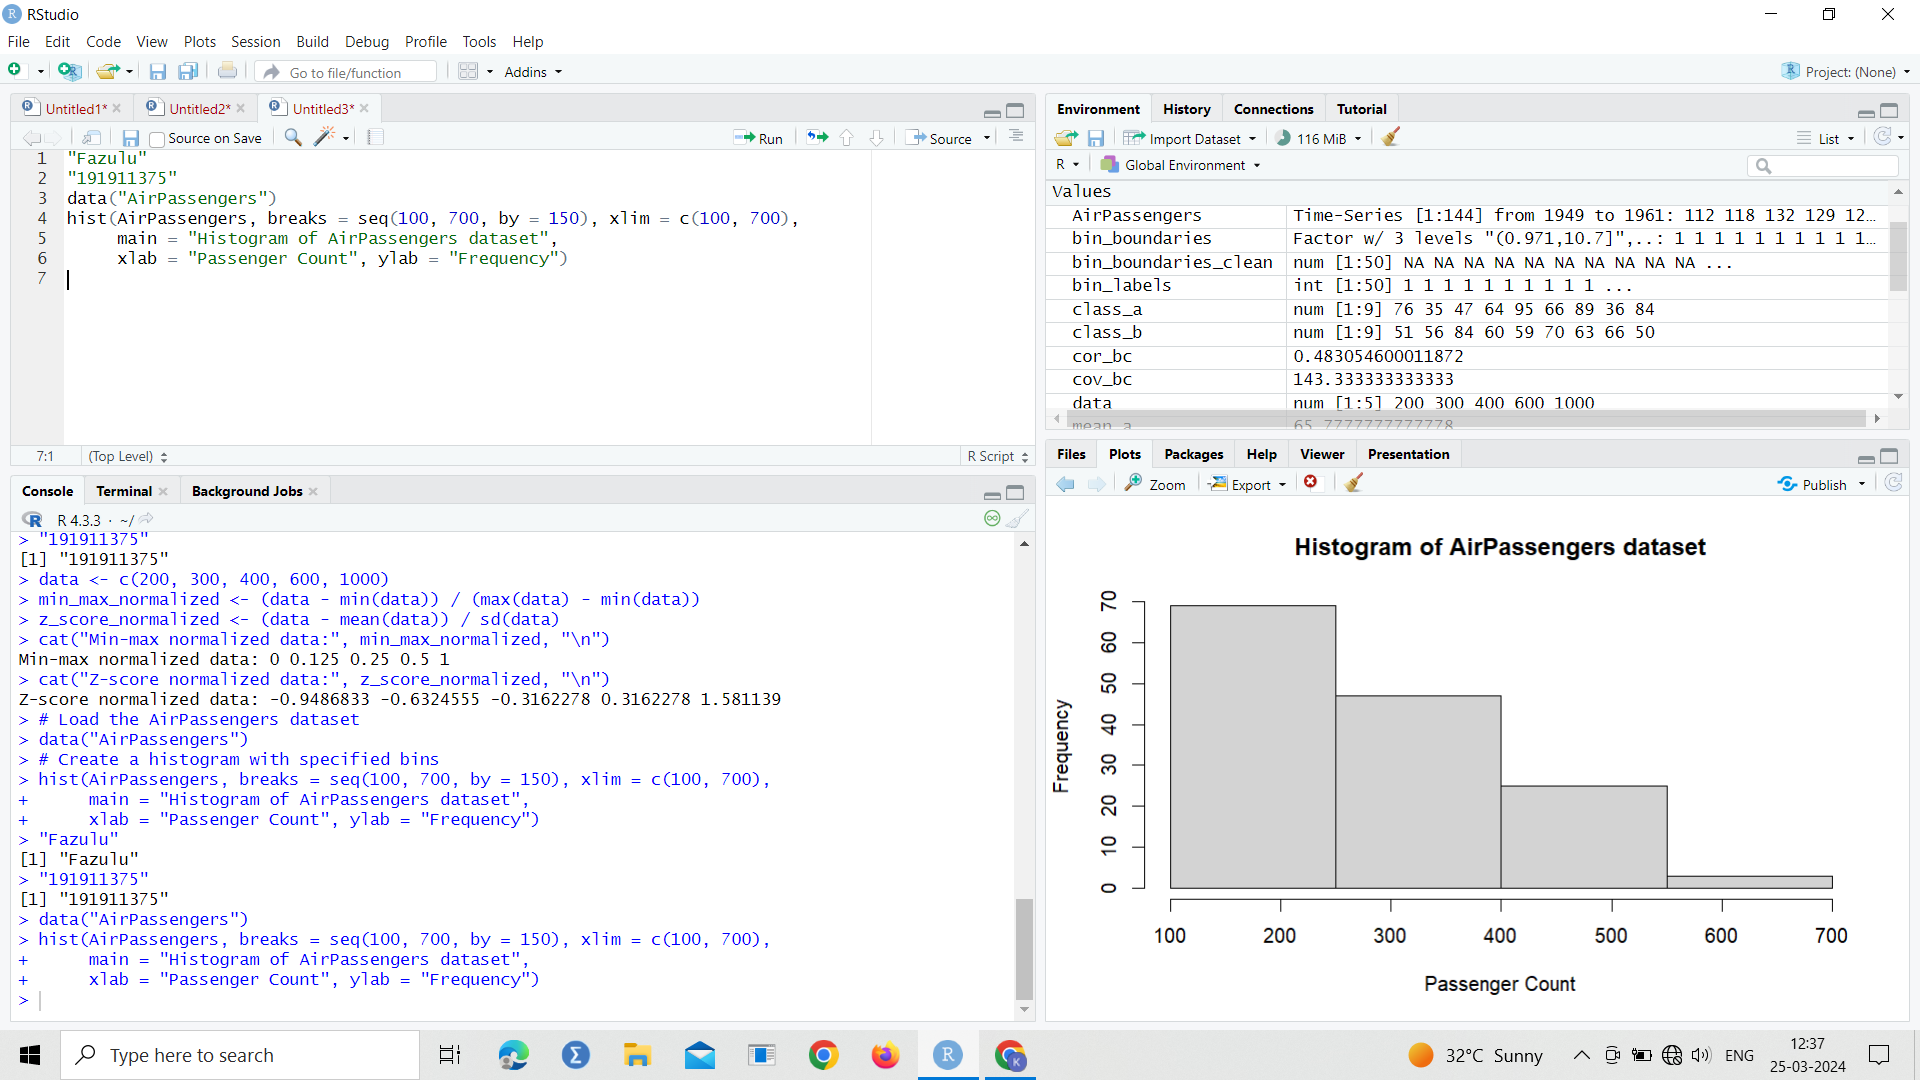 RStudio
File Edit Code View Plots Session Build Debug Profile Tools Help
Go to file/function Addins Project: (None)
Untitled1* Untitled2* Untitled3*
Source on Save Run Source
1 "Fazulu"
2 "191911375"
3 data("AirPassengers")
4 hist(AirPassengers, breaks = seq(100, 700, by = 150), xlim = c(100, 700),
5 main = "Histogram of AirPassengers dataset",
6 xlab = "Passenger Count", ylab = "Frequency")
7
7:1 (Top Level) R Script
Console Terminal Background Jobs
R 4.3.3 · ~/
> "191911375"
[1] "191911375"
> data <- c(200, 300, 400, 600, 1000)
> min_max_normalized <- (data - min(data)) / (max(data) - min(data))
> z_score_normalized <- (data - mean(data)) / sd(data)
> cat("Min-max normalized data:", min_max_normalized, "\n")
Min-max normalized data: 0 0.125 0.25 0.5 1
> cat("Z-score normalized data:", z_score_normalized, "\n")
Z-score normalized data: -0.9486833 -0.6324555 -0.3162278 0.3162278 1.581139
> # Load the AirPassengers dataset
> data("AirPassengers")
> # Create a histogram with specified bins
> hist(AirPassengers, breaks = seq(100, 700, by = 150), xlim = c(100, 700),
+ main = "Histogram of AirPassengers dataset",
+ xlab = "Passenger Count", ylab = "Frequency")
> "Fazulu"
[1] "Fazulu"
> "191911375"
[1] "191911375"
> data("AirPassengers")
> hist(AirPassengers, breaks = seq(100, 700, by = 150), xlim = c(100, 700),
+ main = "Histogram of AirPassengers dataset",
+ xlab = "Passenger Count", ylab = "Frequency")
>
Environment History Connections Tutorial
Import Dataset 116 MiB List
R Global Environment
Values
AirPassengers Time-Series [1:144] from 1949 to 1961: 112 118 132 129 12…
bin_boundaries Factor w/ 3 levels "(0.971,10.7]",..: 1 1 1 1 1 1 1 1 1 1…
bin_boundaries_clean num [1:50] NA NA NA NA NA NA NA NA NA NA ...
bin_labels int [1:50] 1 1 1 1 1 1 1 1 1 1 ...
class_a num [1:9] 76 35 47 64 95 66 89 36 84
class_b num [1:9] 51 56 84 60 59 70 63 66 50
cor_bc 0.483054600011872
cov_bc 143.333333333333
data num [1:5] 200 300 400 600 1000
mean_a 65.7777777777778
Files Plots Packages Help Viewer Presentation
Zoom Export Publish
Histogram of AirPassengers dataset
Frequency
70
60
50
40
30
20
10
0
100 200 300 400 500 600 700
Passenger Count
Type here to search
32°C Sunny ENG 12:37
25-03-2024